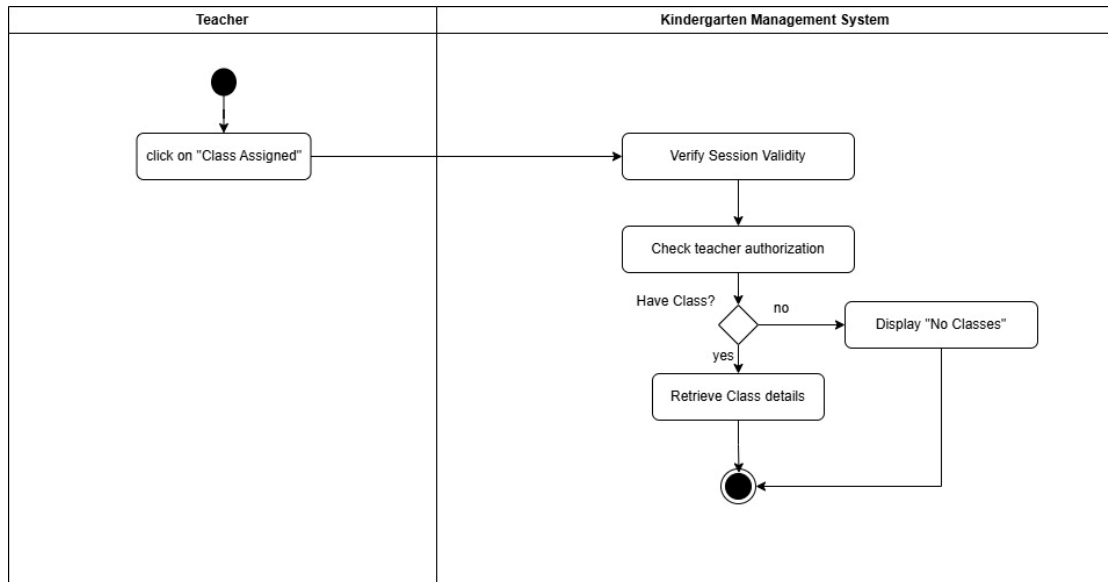 Teacher
Kindergarten Management System
click on "Class Assigned"
Verify Session Validity
Check teacher authorization
Have Class?
no
Display "No Classes"
yes
Retrieve Class details